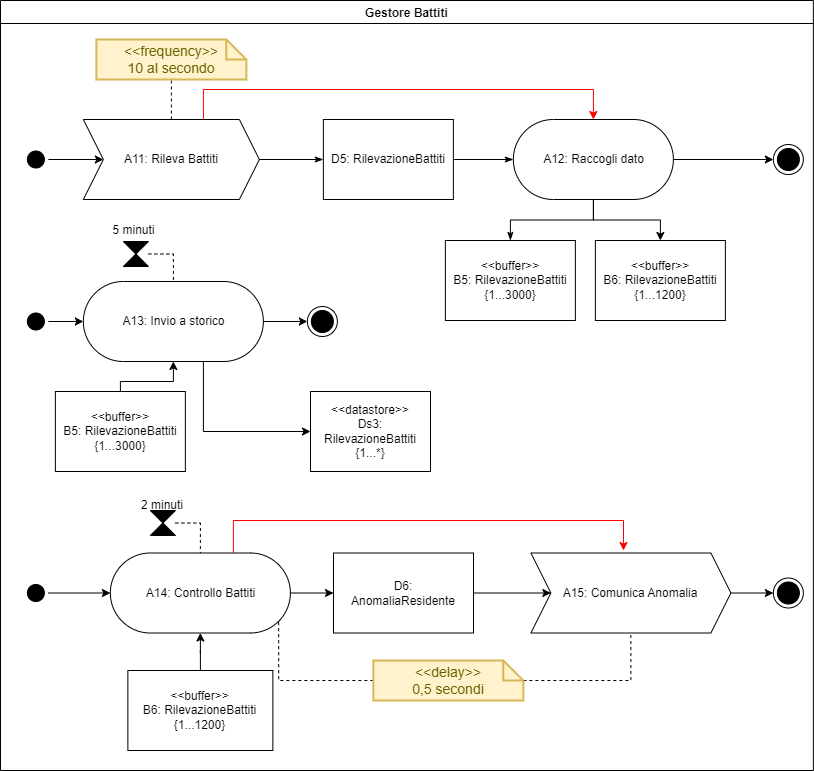 Gestore Battiti
<<frequency>>
10 al secondo
A11: Rileva Battiti
D5: RilevazioneBattiti
A12: Raccogli dato
<<buffer>>
B5: RilevazioneBattiti
{1...3000}
<<buffer>>
B6: RilevazioneBattiti
{1...1200}
5 minuti
A13: Invio a storico
<<buffer>>
B5: RilevazioneBattiti
{1...3000}
<<datastore>>
Ds3:
RilevazioneBattiti
{1...*}
2 minuti
A14: Controllo Battiti
D6:
AnomaliaResidente
A15: Comunica Anomalia
<<delay>>
0,5 secondi
<<buffer>>
B6: RilevazioneBattiti
{1...1200}